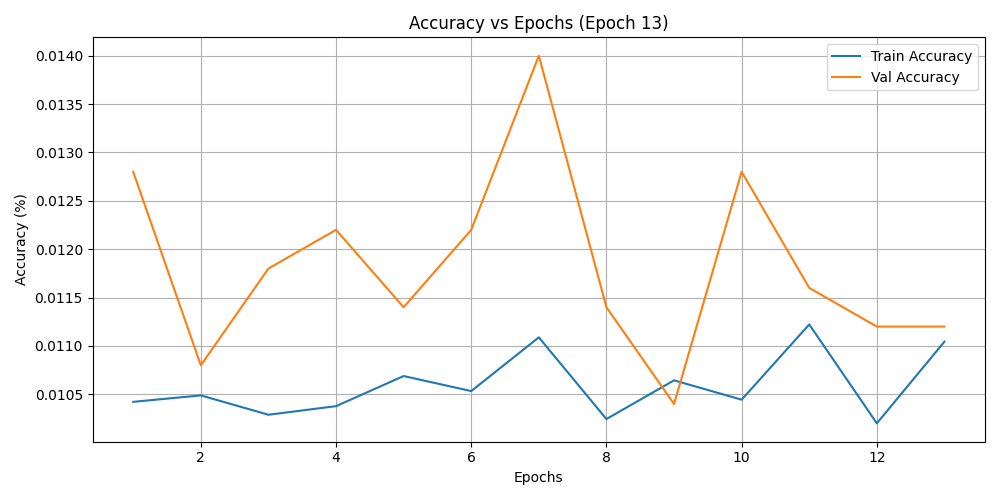 Accuracy vs Epochs (Epoch 13)
Train Accuracy
Val Accuracy
Accuracy (%)
0.0140
0.0135
0.0130
0.0125
0.0120
0.0115
0.0110
0.0105
2
4
6
8
10
12
Epochs